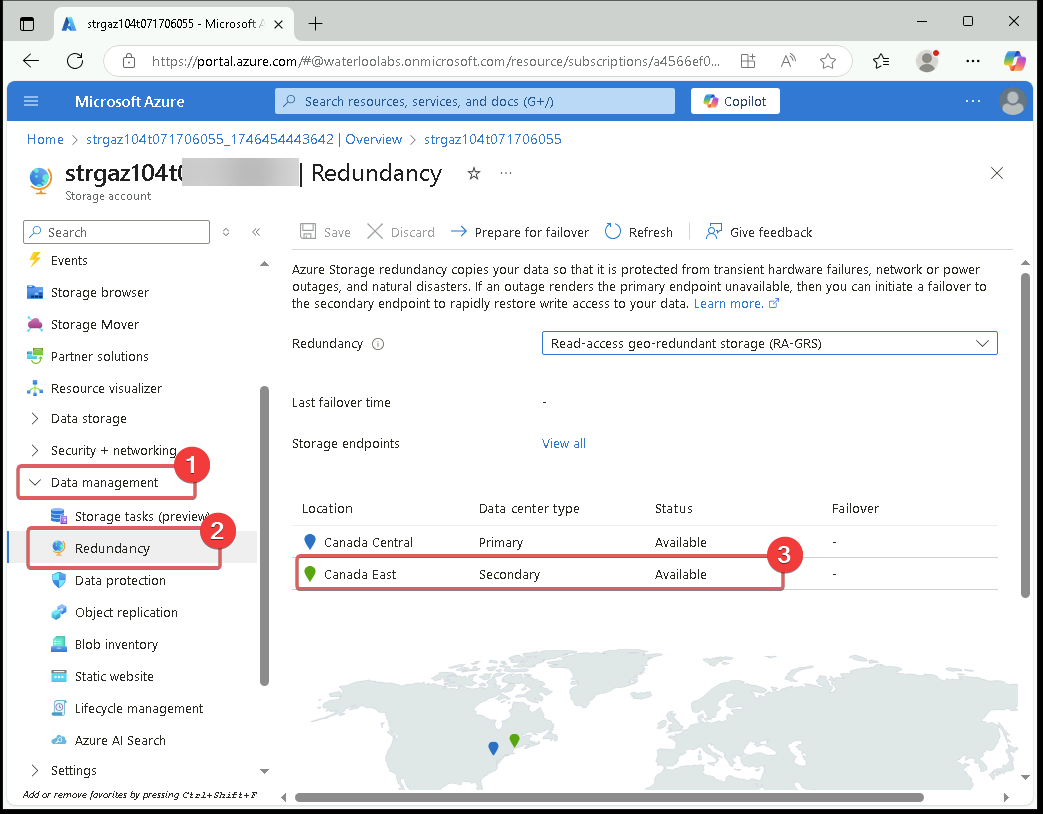 strgaz104t071706055 - Microsoft A
https://portal.azure.com/#@waterloolabs.onmicrosoft.com/resource/subscriptions/a4566ef0...
Microsoft Azure
Search resources, services, and docs (G+/)
Copilot
Home > strgaz104t071706055_1746454443642 | Overview > strgaz104t071706055
strgaz104t0 | Redundancy
Storage account
Search
Save
Discard
Prepare for failover
Refresh
Give feedback
Events
Storage browser
Storage Mover
Partner solutions
Resource visualizer
Data storage
Security + networking
1
Data management
Storage tasks (preview)
2
Redundancy
Data protection
Object replication
Blob inventory
Static website
Lifecycle management
Azure AI Search
Settings
Add or remove favorites by pressing Ctrl+Shift+F
Azure Storage redundancy copies your data so that it is protected from transient hardware failures, network or power
outages, and natural disasters. If an outage renders the primary endpoint unavailable, then you can initiate a failover to
the secondary endpoint to rapidly restore write access to your data. Learn more.
Redundancy
Read-access geo-redundant storage (RA-GRS)
Last failover time
-
Storage endpoints
View all
Location Data center type Status Failover
Canada Central Primary Available -
3
Canada East Secondary Available -